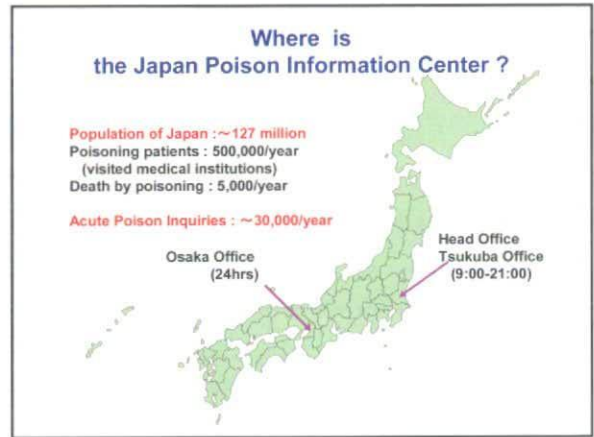 Where is
the Japan Poison Information Center ?
Population of Japan :~127 million
Poisoning patients : 500,000/year
(visited medical institutions)
Death by poisoning : 5,000/year
Acute Poison Inquiries : ~30,000/year
Osaka Office
(24hrs)
Head Office
Tsukuba Office
(9:00-21:00)